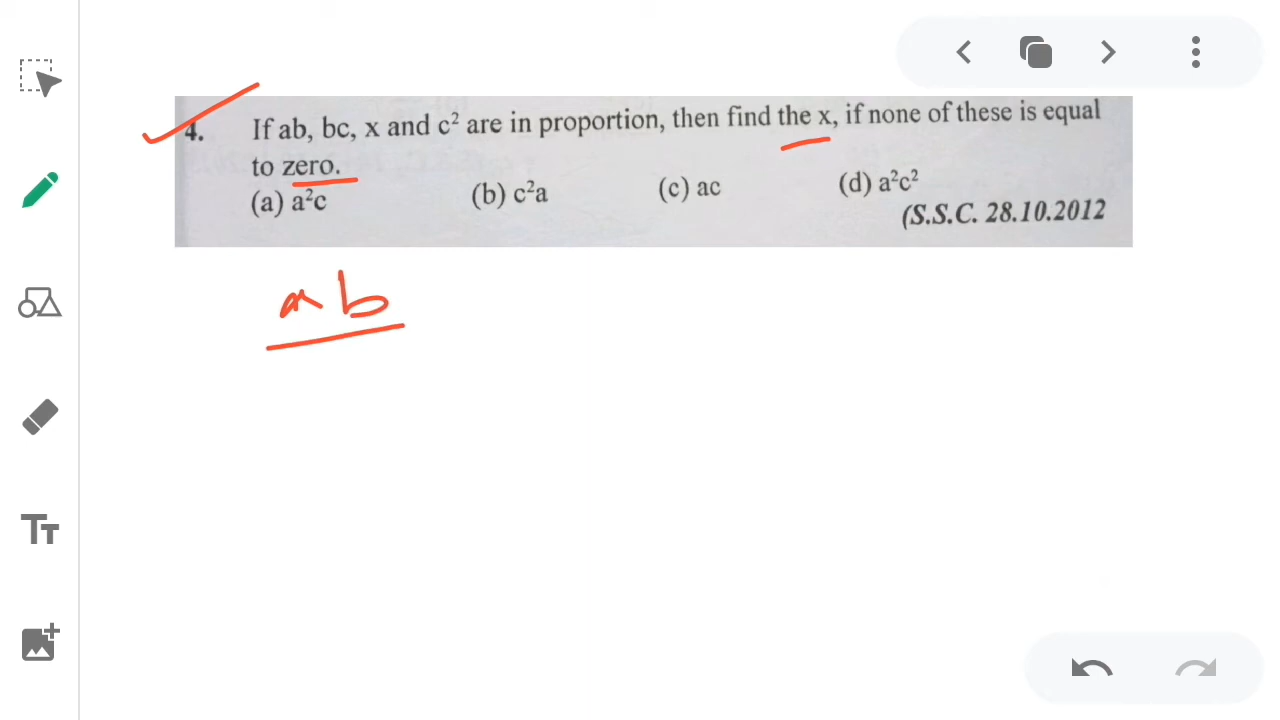 4. If ab, bc, x and c² are in proportion, then find the x, if none of these is equal
to zero.
(a) a²c (b) c²a (c) ac (d) a²c²
(S.S.C. 28.10.2012
ab
Tт